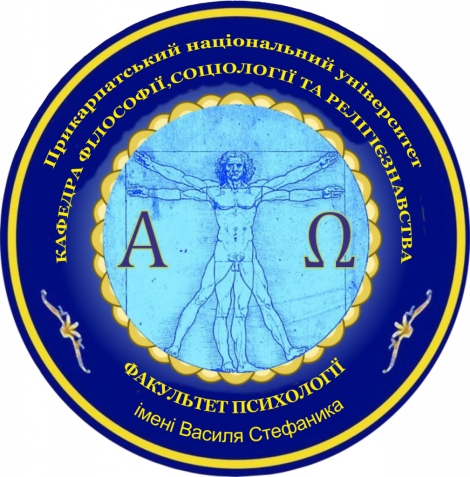 Прикарпатський національний університет
КАФЕДРА ФІЛОСОФІЇ,СОЦІОЛОГІЇ ТА РЕЛІГІЄЗНАВСТВА
Α Ω
ФАКУЛЬТЕТ ПСИХОЛОГІЇ
імені Василя Стефаника